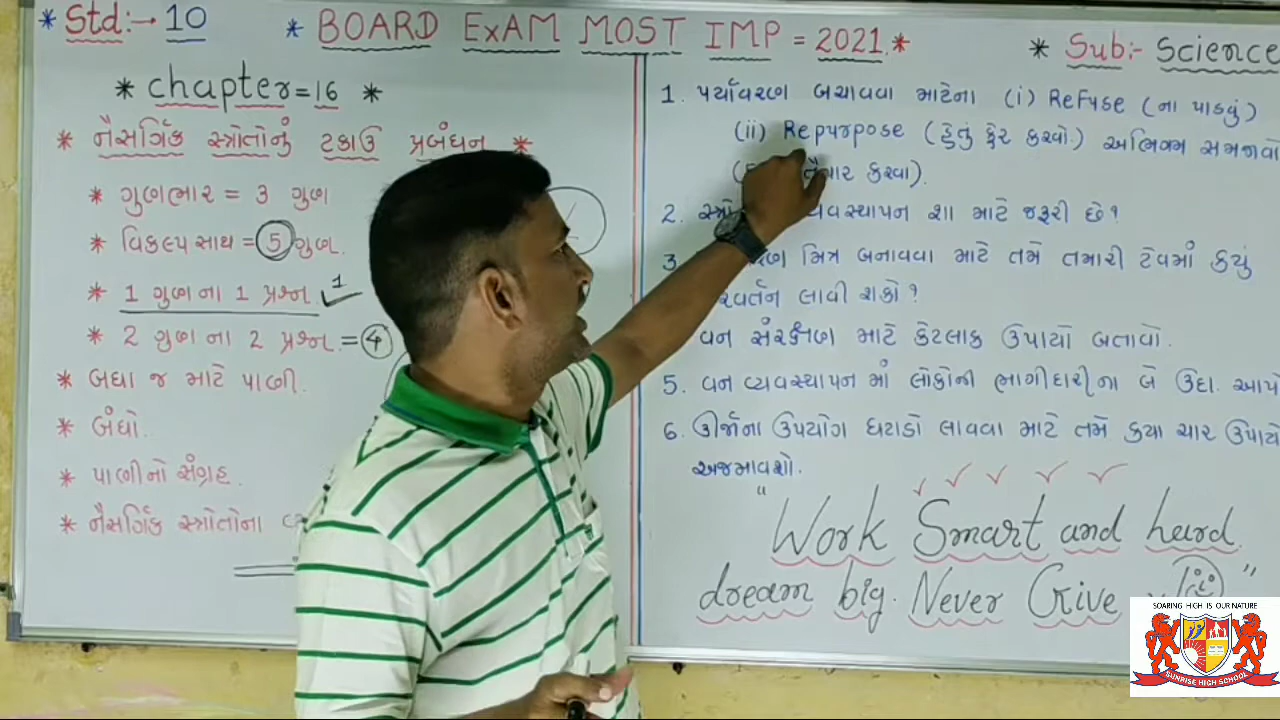 * Std:→ 10 * BOARD ExAM MOST IMP = 2021.* * Sub:- Science
* chapter=16 *
* નૈસર્ગિક સ્ત્રોતોનું ટકાઉ પ્રબંધન *
* ગુણભાર = 3 ગુણ
* વિકલ્પ સાથ = 5 ગુણ.
* 1 ગુણ ના 1 પ્રશ્ન 1
* 2 ગુણ ના 2 પ્રશ્ન. = 4
* બધા જ માટે પાણી.
* બંધો.
* પાણીનો સંગ્રહ.
* નૈસર્ગિક સ્ત્રોતોના
1. પર્યાવરણ બચાવવા માટેના (i) Refuse (ના પાડવું)
(ii) Repurpose (હેતું ફેર કરવો.) અભિગમ સમજાવો
તૈયાર કરવા).
2. વ્યવસ્થાપન શા માટે જરૂરી છે?
3. મિત્ર બનાવવા માટે તમે તમારી ટેવમાં કયું
લાવી શકો?
વન સંરક્ષણ માટે કેટલાક ઉપાયો બતાવો.
5. વન વ્યવસ્થાપન માં લોકોની ભાગીદારી ના બે ઉદા. આપો
6. ઊર્જાના ઉપયોગ ઘટાડો લાવવા માટે તમે કયા ચાર ઉપાયો
અજમાવશો.
"Work Smart and hard.
dream big. Never Give "
SOARING HIGH IS OUR NATURE
SUNRISE HIGH SCHOOL